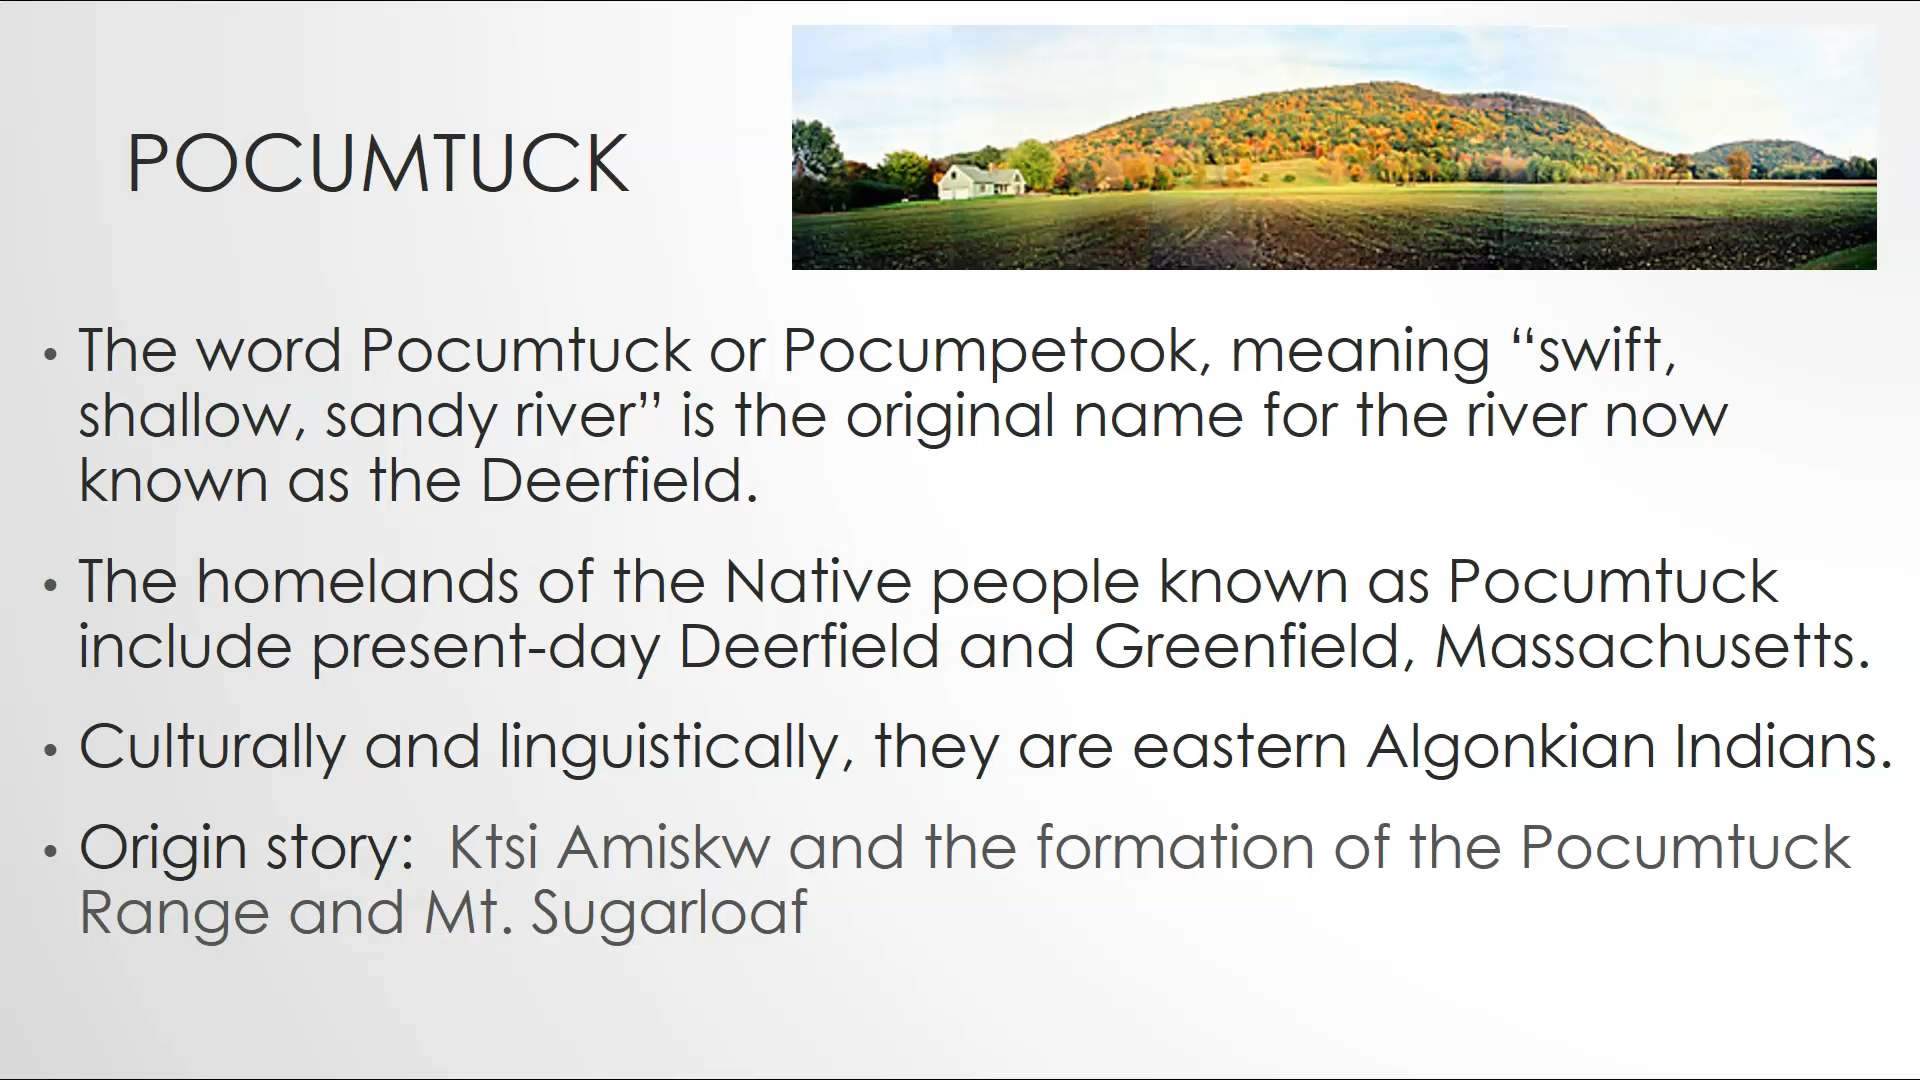 POCUMTUCK
• The word Pocumtuck or Pocumpetook, meaning “swift,
shallow, sandy river” is the original name for the river now
known as the Deerfield.
• The homelands of the Native people known as Pocumtuck
include present-day Deerfield and Greenfield, Massachusetts.
• Culturally and linguistically, they are eastern Algonkian Indians.
• Origin story:  Ktsi Amiskw and the formation of the Pocumtuck
Range and Mt. Sugarloaf